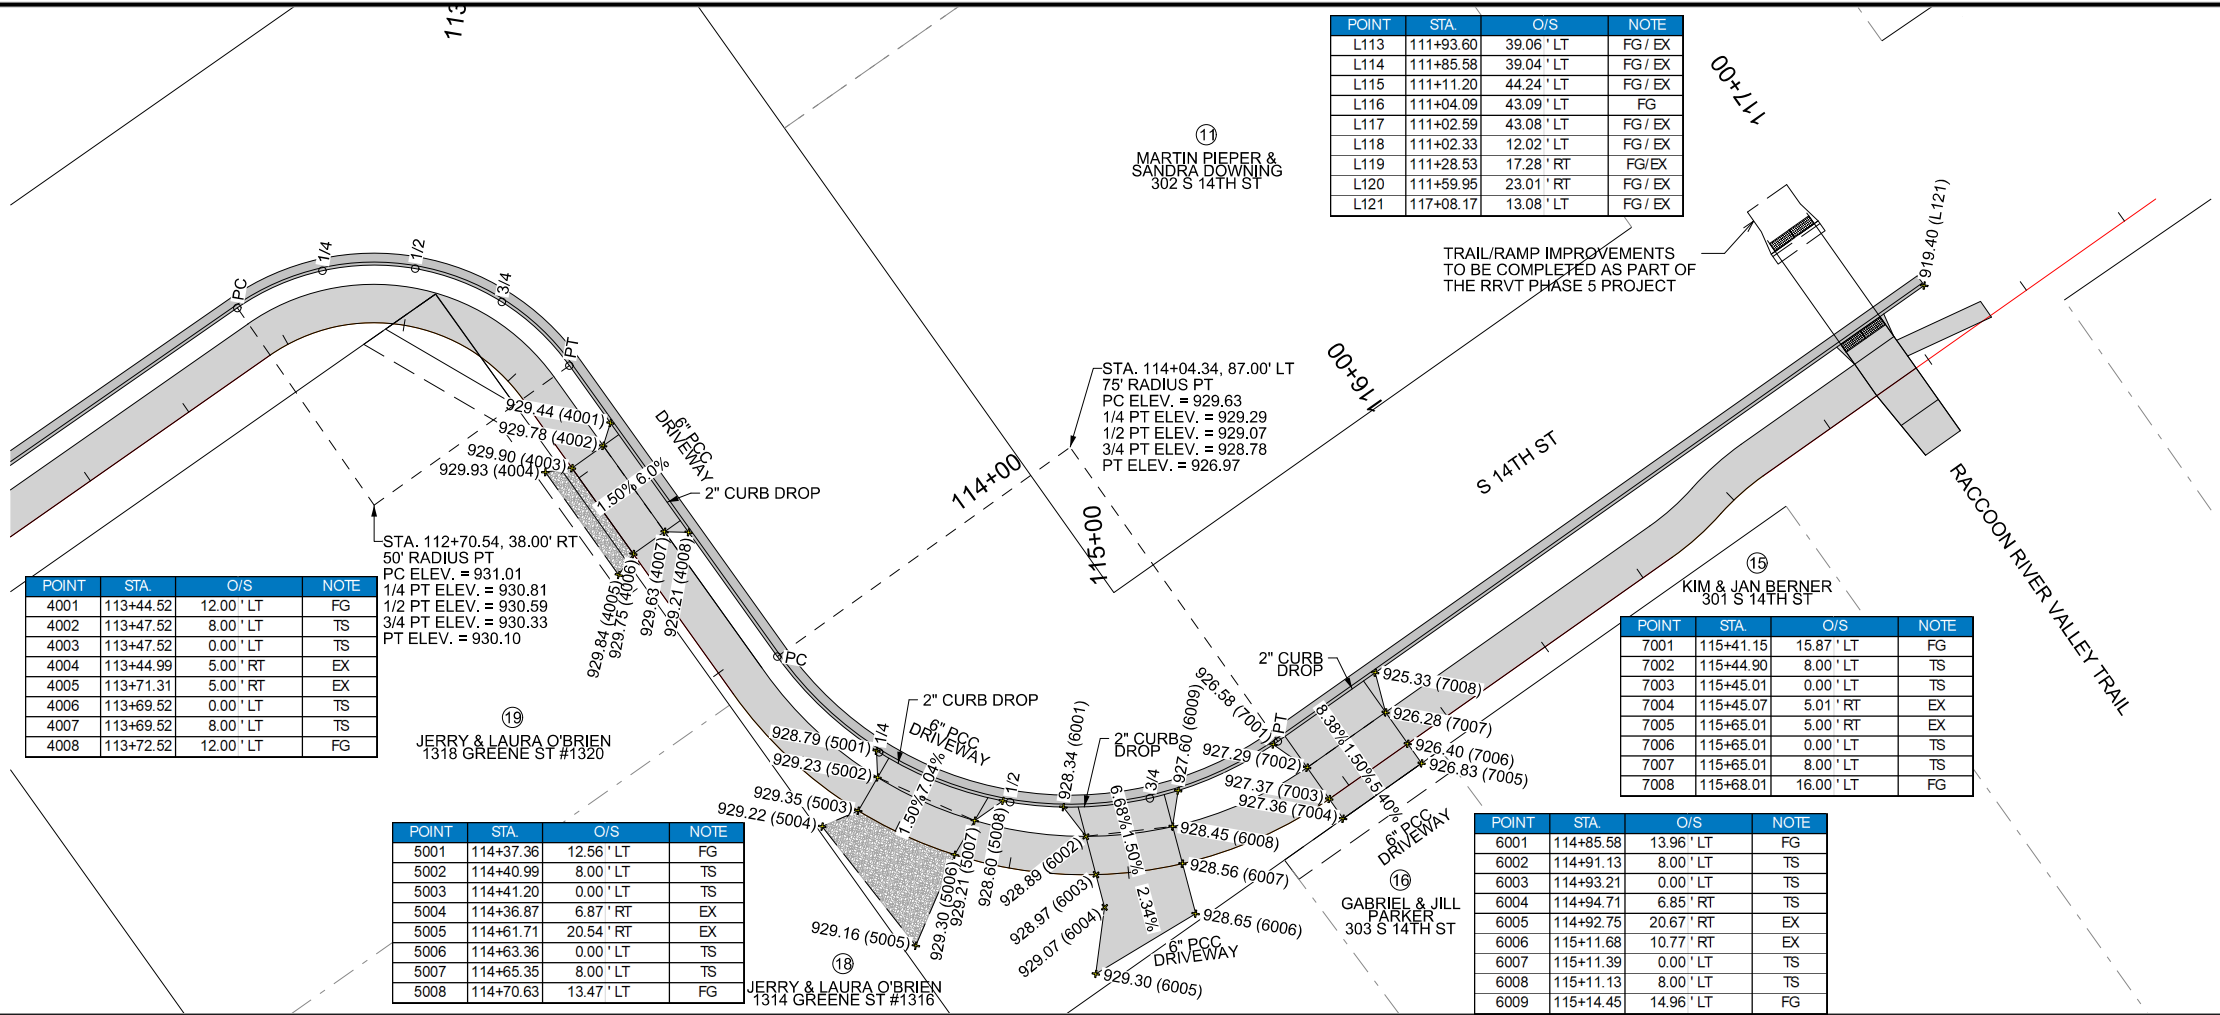 113
POINT STA. O/S NOTE
L113 111+93.60 39.06 ' LT FG / EX
L114 111+85.58 39.04 ' LT FG / EX
L115 111+11.20 44.24 ' LT FG / EX
L116 111+04.09 43.09 ' LT FG
L117 111+02.59 43.08 ' LT FG / EX
L118 111+02.33 12.02 ' LT FG / EX
L119 111+28.53 17.28 ' RT FG/EX
L120 111+59.95 23.01 ' RT FG / EX
L121 117+08.17 13.08 ' LT FG / EX
117+00
11
MARTIN PIEPER &
SANDRA DOWNING
302 S 14TH ST
TRAIL/RAMP IMPROVEMENTS
TO BE COMPLETED AS PART OF
THE RRVT PHASE 5 PROJECT
919.40 (L121)
PC
1/4
1/2
3/4
PT
929.44 (4001)
929.78 (4002)
929.90 (4003)
929.93 (4004)
6" PCC
DRIVEWAY
1.50% 6.0%
2" CURB DROP
STA. 114+04.34, 87.00' LT
75' RADIUS PT
PC ELEV. = 929.63
1/4 PT ELEV. = 929.29
1/2 PT ELEV. = 929.07
3/4 PT ELEV. = 928.78
PT ELEV. = 926.97
116+00
114+00
115+00
S 14TH ST
RACCOON RIVER VALLEY TRAIL
STA. 112+70.54, 38.00' RT
50' RADIUS PT
PC ELEV. = 931.01
1/4 PT ELEV. = 930.81
1/2 PT ELEV. = 930.59
3/4 PT ELEV. = 930.33
PT ELEV. = 930.10
929.84 (4005)
929.75 (4006)
929.63 (4007)
929.21 (4008)
POINT STA. O/S NOTE
4001 113+44.52 12.00 ' LT FG
4002 113+47.52 8.00 ' LT TS
4003 113+47.52 0.00 ' LT TS
4004 113+44.99 5.00 ' RT EX
4005 113+71.31 5.00 ' RT EX
4006 113+69.52 0.00 ' LT TS
4007 113+69.52 8.00 ' LT TS
4008 113+72.52 12.00 ' LT FG
15
KIM & JAN BERNER
301 S 14TH ST
POINT STA. O/S NOTE
7001 115+41.15 15.87 ' LT FG
7002 115+44.90 8.00 ' LT TS
7003 115+45.01 0.00 ' LT TS
7004 115+45.07 5.01 ' RT EX
7005 115+65.01 5.00 ' RT EX
7006 115+65.01 0.00 ' LT TS
7007 115+65.01 8.00 ' LT TS
7008 115+68.01 16.00 ' LT FG
19
JERRY & LAURA O'BRIEN
1318 GREENE ST #1320
PC
1/4
1/2
3/4
PT
2" CURB DROP
6" PCC
DRIVEWAY
1.50% 7.04%
928.79 (5001)
929.23 (5002)
929.35 (5003)
929.22 (5004)
929.16 (5005)
929.30 (5006)
929.21 (5007)
928.60 (5008)
928.34 (6001)
2" CURB
DROP
927.60 (6009)
6.68% 1.50% 2.34%
928.89 (6002)
928.97 (6003)
929.07 (6004)
928.45 (6008)
928.56 (6007)
928.65 (6006)
929.30 (6005)
6" PCC
DRIVEWAY
2" CURB
DROP
926.58 (7001)
927.29 (7002)
927.37 (7003)
927.36 (7004)
8.38% 1.50% 5.40%
925.33 (7008)
926.28 (7007)
926.40 (7006)
926.83 (7005)
6" PCC
DRIVEWAY
16
GABRIEL & JILL
PARKER
303 S 14TH ST
18
JERRY & LAURA O'BRIEN
1314 GREENE ST #1316
POINT STA. O/S NOTE
5001 114+37.36 12.56 ' LT FG
5002 114+40.99 8.00 ' LT TS
5003 114+41.20 0.00 ' LT TS
5004 114+36.87 6.87 ' RT EX
5005 114+61.71 20.54 ' RT EX
5006 114+63.36 0.00 ' LT TS
5007 114+65.35 8.00 ' LT TS
5008 114+70.63 13.47 ' LT FG
POINT STA. O/S NOTE
6001 114+85.58 13.96 ' LT FG
6002 114+91.13 8.00 ' LT TS
6003 114+93.21 0.00 ' LT TS
6004 114+94.71 6.85 ' RT TS
6005 114+92.75 20.67 ' RT EX
6006 115+11.68 10.77 ' RT EX
6007 115+11.39 0.00 ' LT TS
6008 115+11.13 8.00 ' LT TS
6009 115+14.45 14.96 ' LT FG